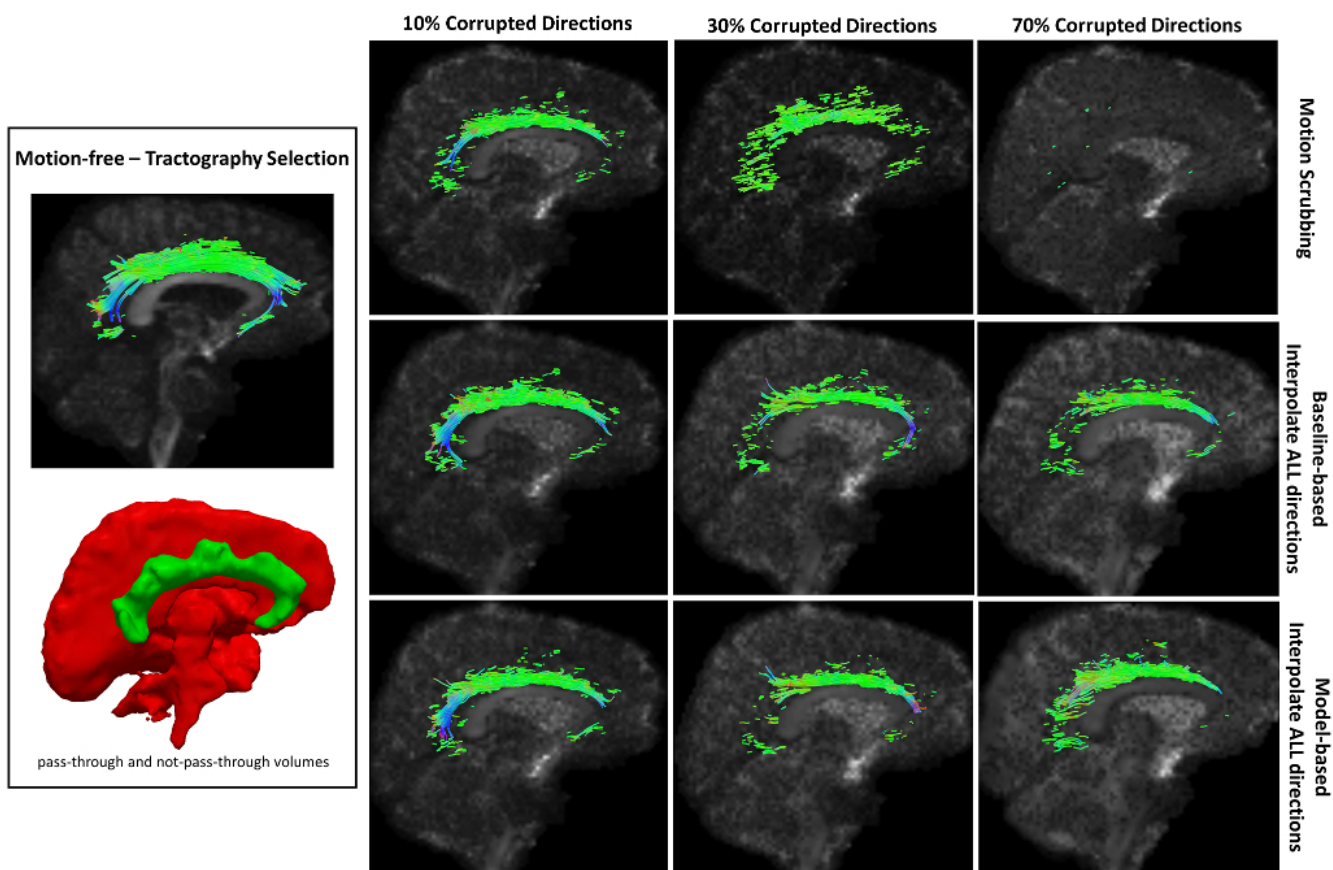 10% Corrupted Directions
30% Corrupted Directions
70% Corrupted Directions
Motion-free – Tractography Selection
pass-through and not-pass-through volumes
Motion Scrubbing
Baseline-based
Interpolate ALL directions
Model-based
Interpolate ALL directions